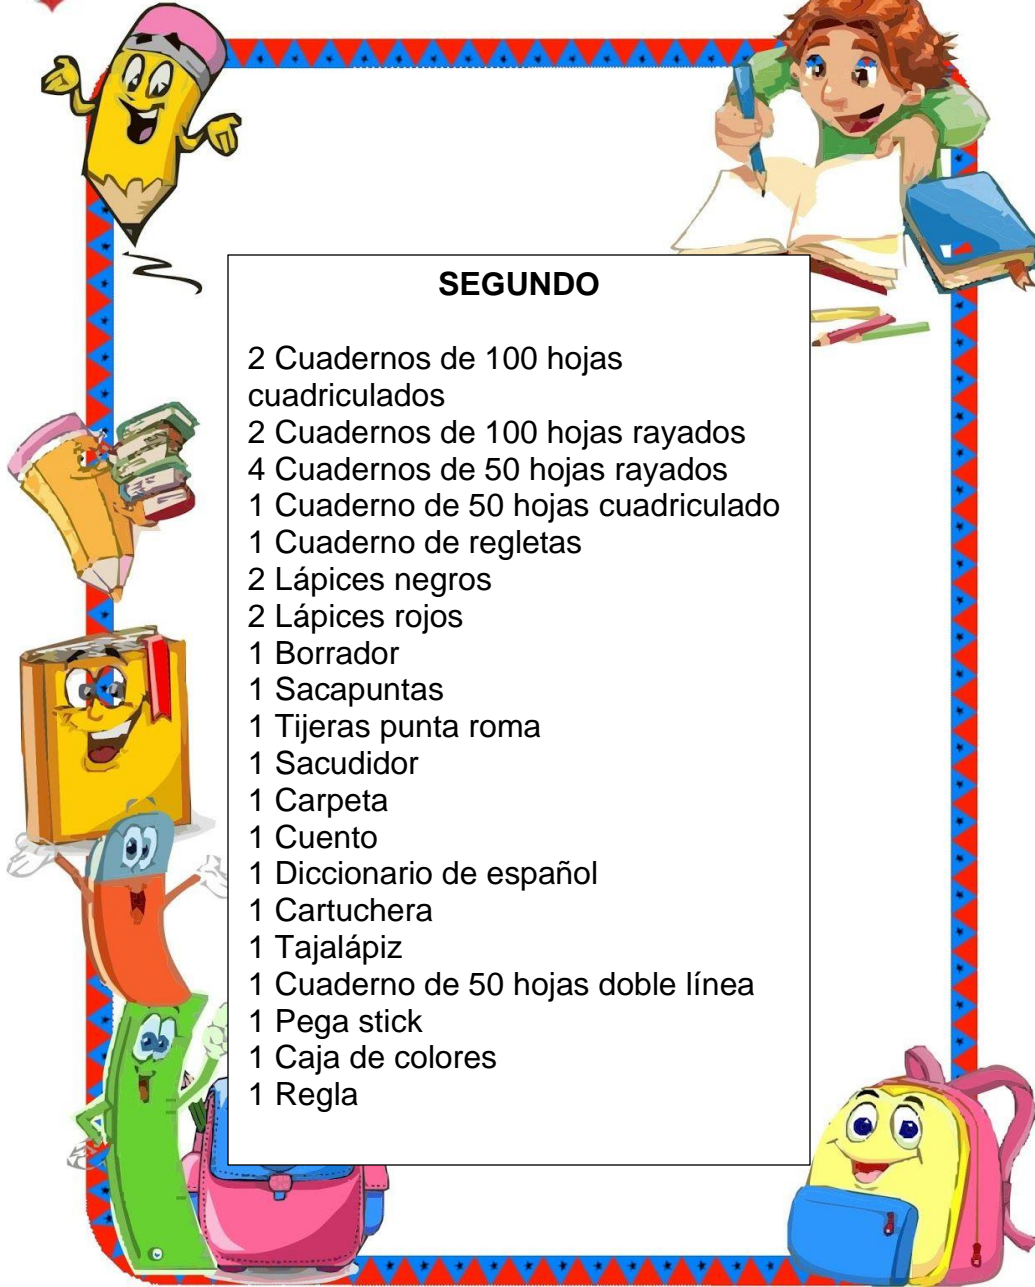 SEGUNDO
2 Cuadernos de 100 hojas
cuadriculados
2 Cuadernos de 100 hojas rayados
4 Cuadernos de 50 hojas rayados
1 Cuaderno de 50 hojas cuadriculado
1 Cuaderno de regletas
2 Lápices negros
2 Lápices rojos
1 Borrador
1 Sacapuntas
1 Tijeras punta roma
1 Sacudidor
1 Carpeta
1 Cuento
1 Diccionario de español
1 Cartuchera
1 Tajalápiz
1 Cuaderno de 50 hojas doble línea
1 Pega stick
1 Caja de colores
1 Regla